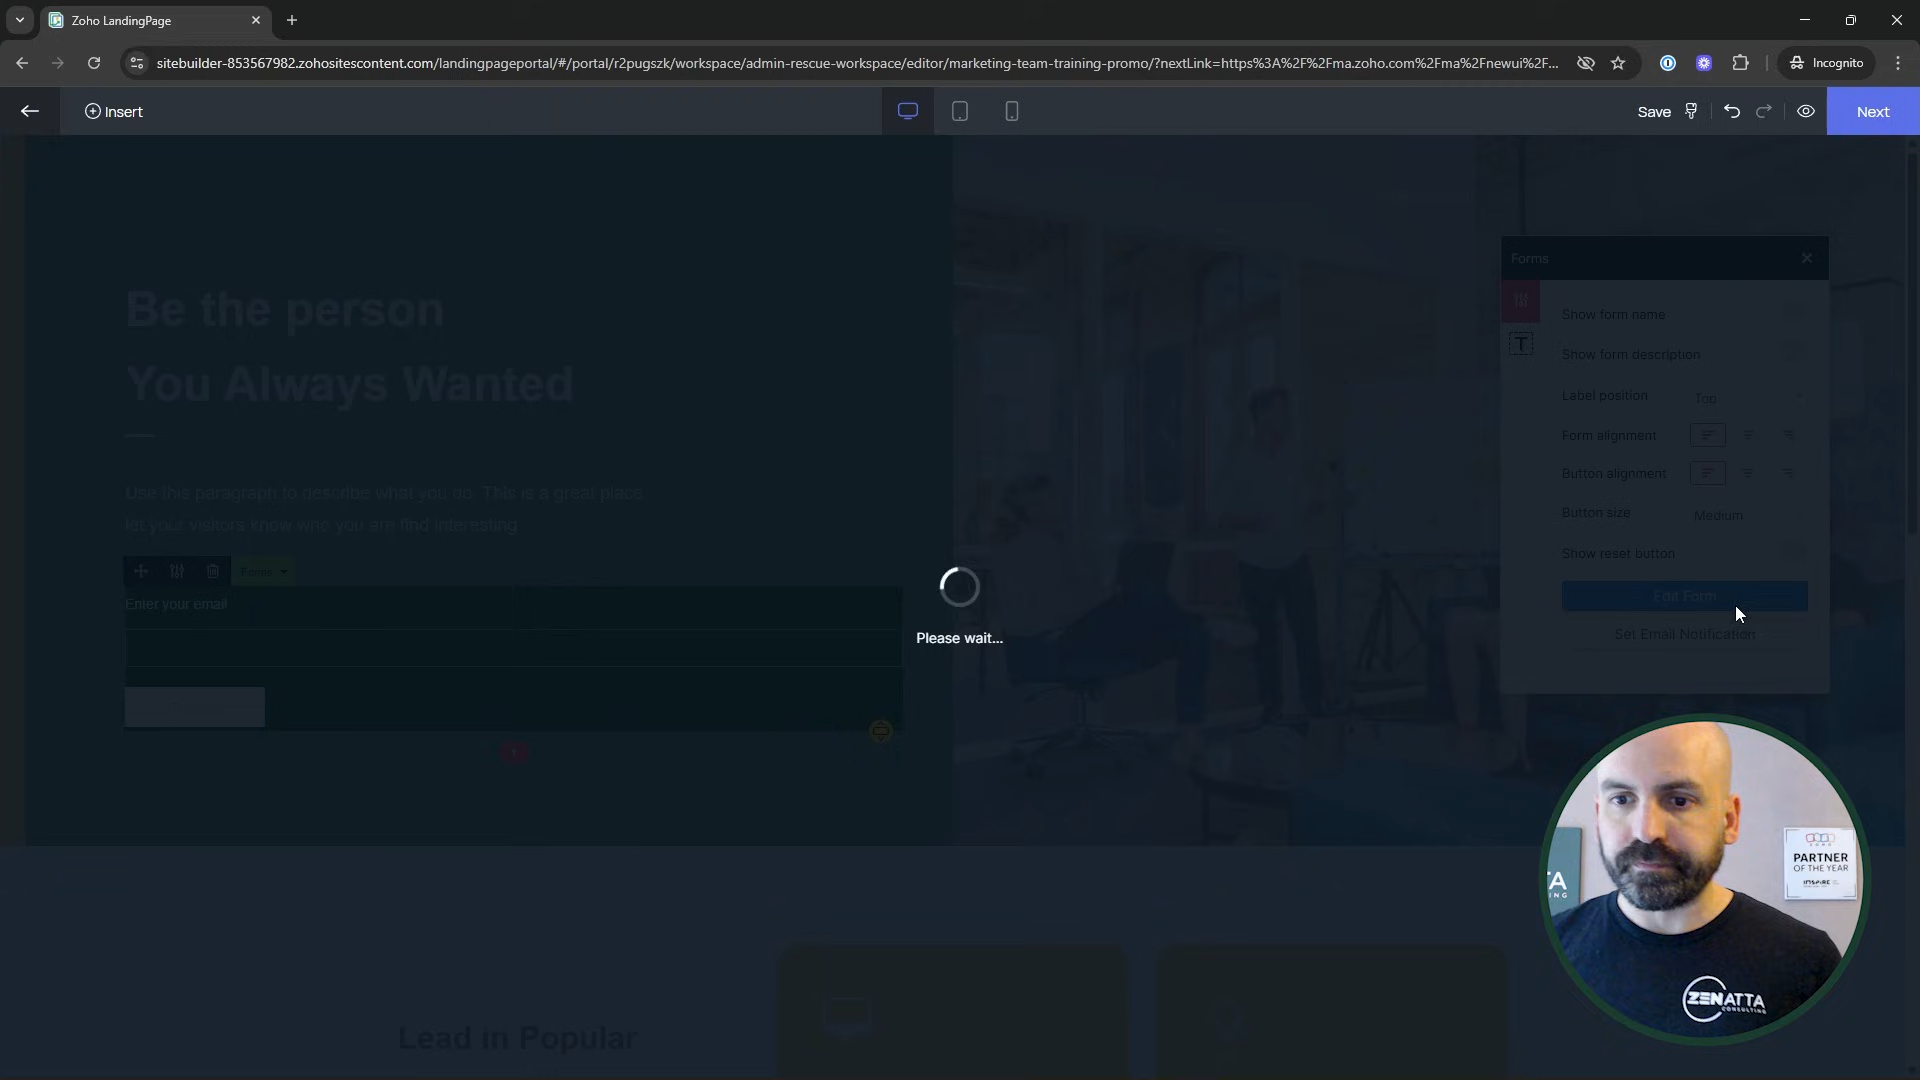 Zoho LandingPage
sitebuilder-853567982.zohositescontent.com/landingpageportal/#/portal/r2pugszk/workspace/admin-rescue-workspace/editor/marketing-team-training-promo/?nextLink=https%3A%2F%2Fma.zoho.com%2Fma%2Fnewui%2F...
Incognito
Insert
Save
Next
Be the person
You Always Wanted
Use this paragraph to describe what you do. This is a great place
let your visitors know who you are find interesting
Forms
Enter your email
Please wait...
Forms
Show form name
Show form description
Label position
Top
Form alignment
Button alignment
Button size
Medium
Show reset button
Edit Form
Set Email Notification
Lead in Popular
PARTNER
OF THE YEAR
INSPIRE
TA
ING
ZENATTA
CONSULTING